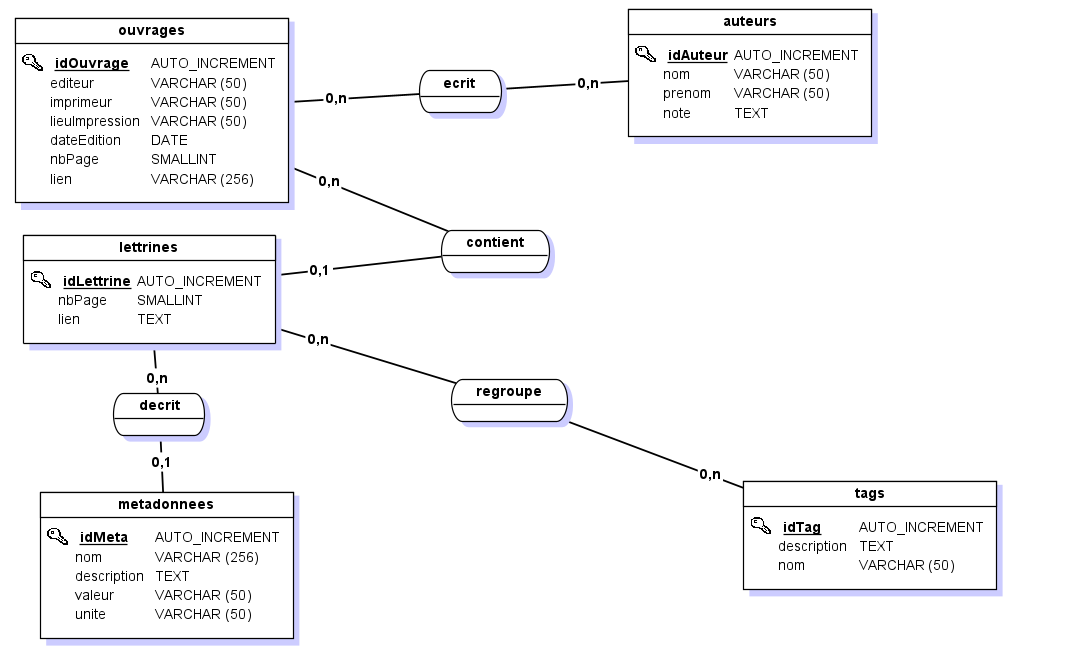 ouvrages
idOuvrage AUTO_INCREMENT
editeur VARCHAR (50)
imprimeur VARCHAR (50)
lieuImpression VARCHAR (50)
dateEdition DATE
nbPage SMALLINT
lien VARCHAR (256)
0,n
ecrit
0,n
auteurs
idAuteur AUTO_INCREMENT
nom VARCHAR (50)
prenom VARCHAR (50)
note TEXT
0,n
contient
0,1
lettrines
idLettrine AUTO_INCREMENT
nbPage SMALLINT
lien TEXT
0,n
regroupe
0,n
0,n
decrit
0,1
metadonnees
idMeta AUTO_INCREMENT
nom VARCHAR (256)
description TEXT
valeur VARCHAR (50)
unite VARCHAR (50)
tags
idTag AUTO_INCREMENT
description TEXT
nom VARCHAR (50)